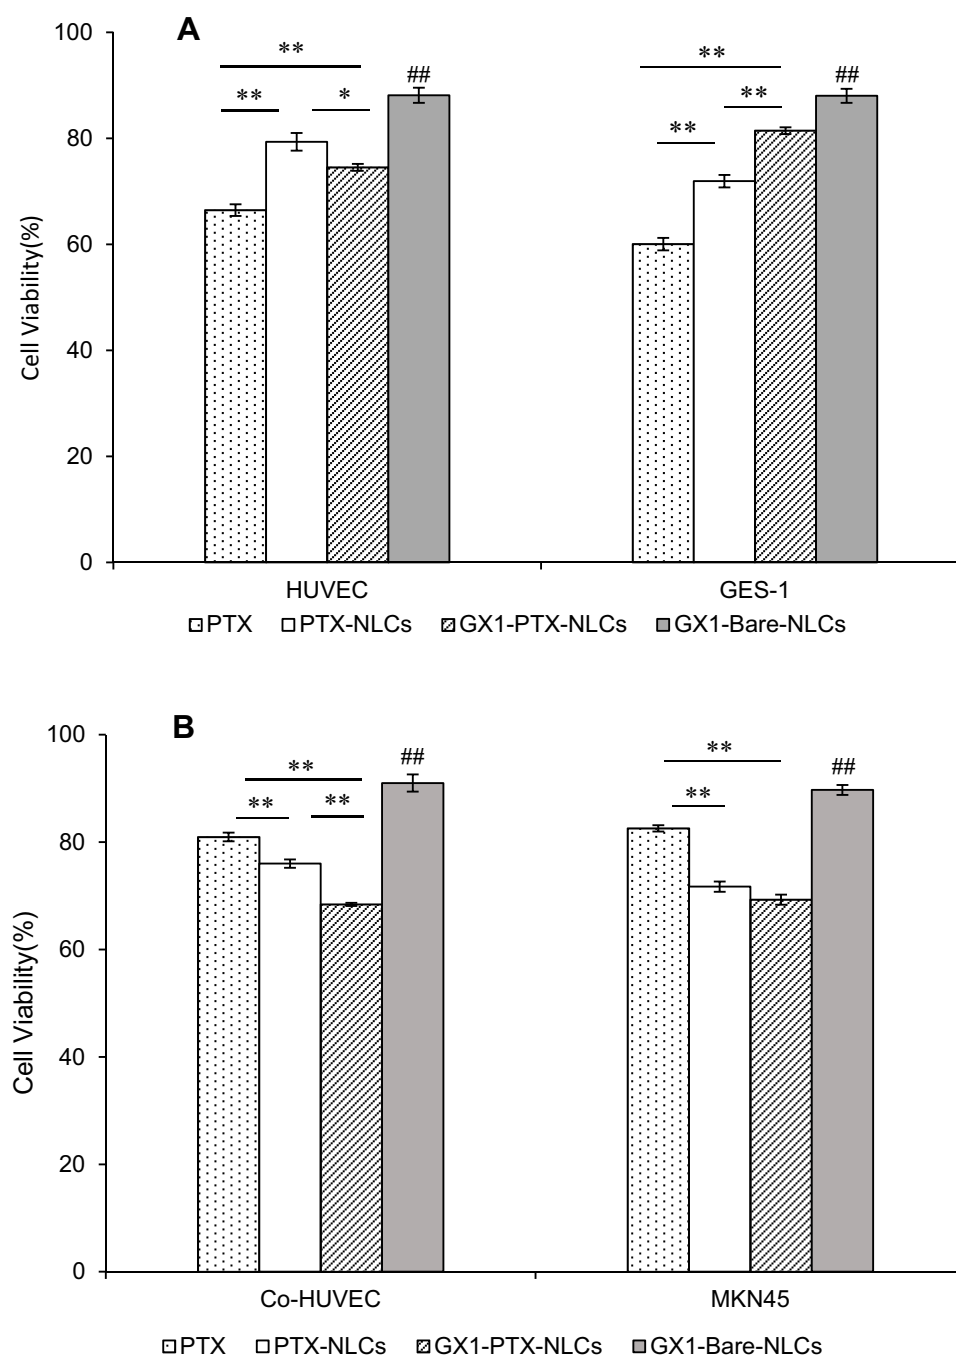 A
100
80
60
40
20
0
Cell Viability(%)
** ** * ##
** ** ** ##
HUVEC GES-1
PTX PTX-NLCs GX1-PTX-NLCs GX1-Bare-NLCs
B
100
80
60
40
20
0
Cell Viability(%)
** ** ** ##
** ** ##
Co-HUVEC MKN45
PTX PTX-NLCs GX1-PTX-NLCs GX1-Bare-NLCs